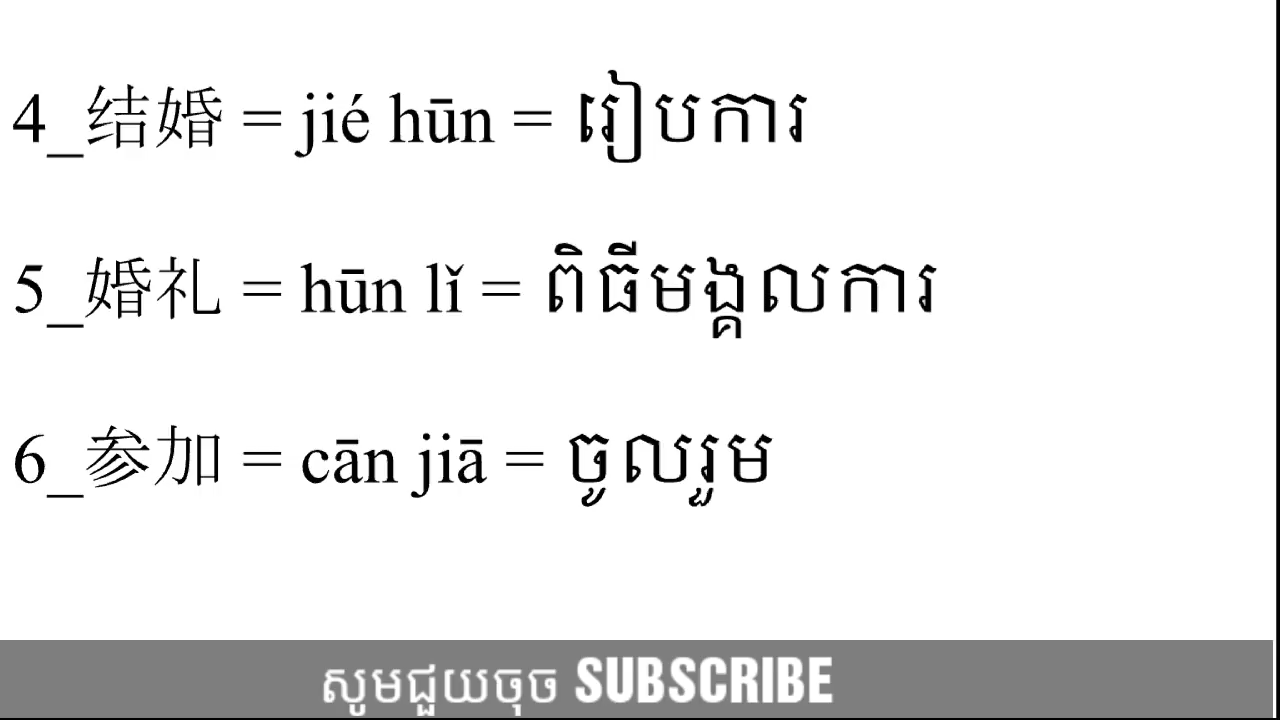 4_结婚 = jié hūn = រៀបការ
5_婚礼 = hūn lǐ = ពិធីមង្គលការ
6_参加 = cān jiā = ចូលរួម
សូមជួយចុច SUBSCRIBE